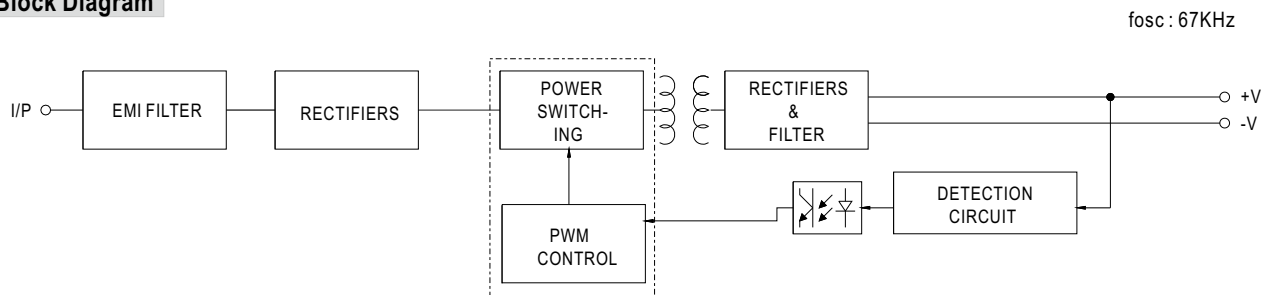 Block Diagram
fosc : 67KHz
I/P
EMI FILTER
RECTIFIERS
POWER
SWITCH-
ING
RECTIFIERS
&
FILTER
+V
-V
DETECTION
CIRCUIT
PWM
CONTROL